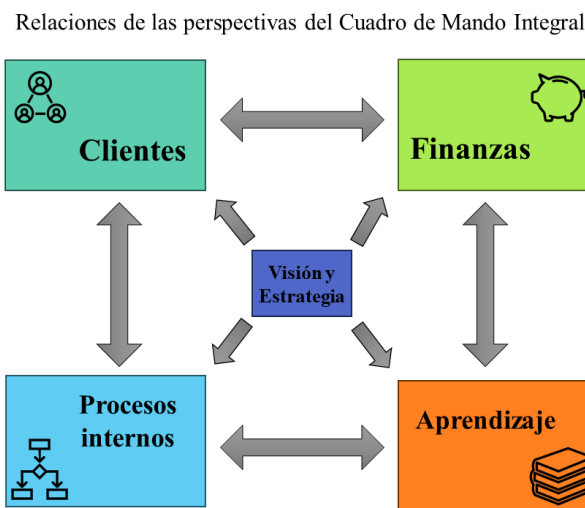 Relaciones de las perspectivas del Cuadro de Mando Integral
Clientes
Finanzas
Visión y
Estrategia
Procesos
internos
Aprendizaje